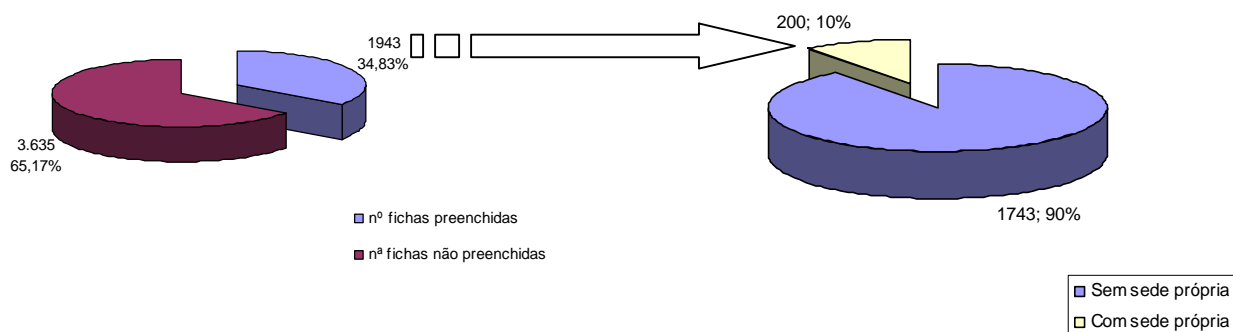 1943
34,83%
3.635
65,17%
nº fichas preenchidas
nª fichas não preenchidas
200; 10%
1743; 90%
Sem sede própria
Com sede própria